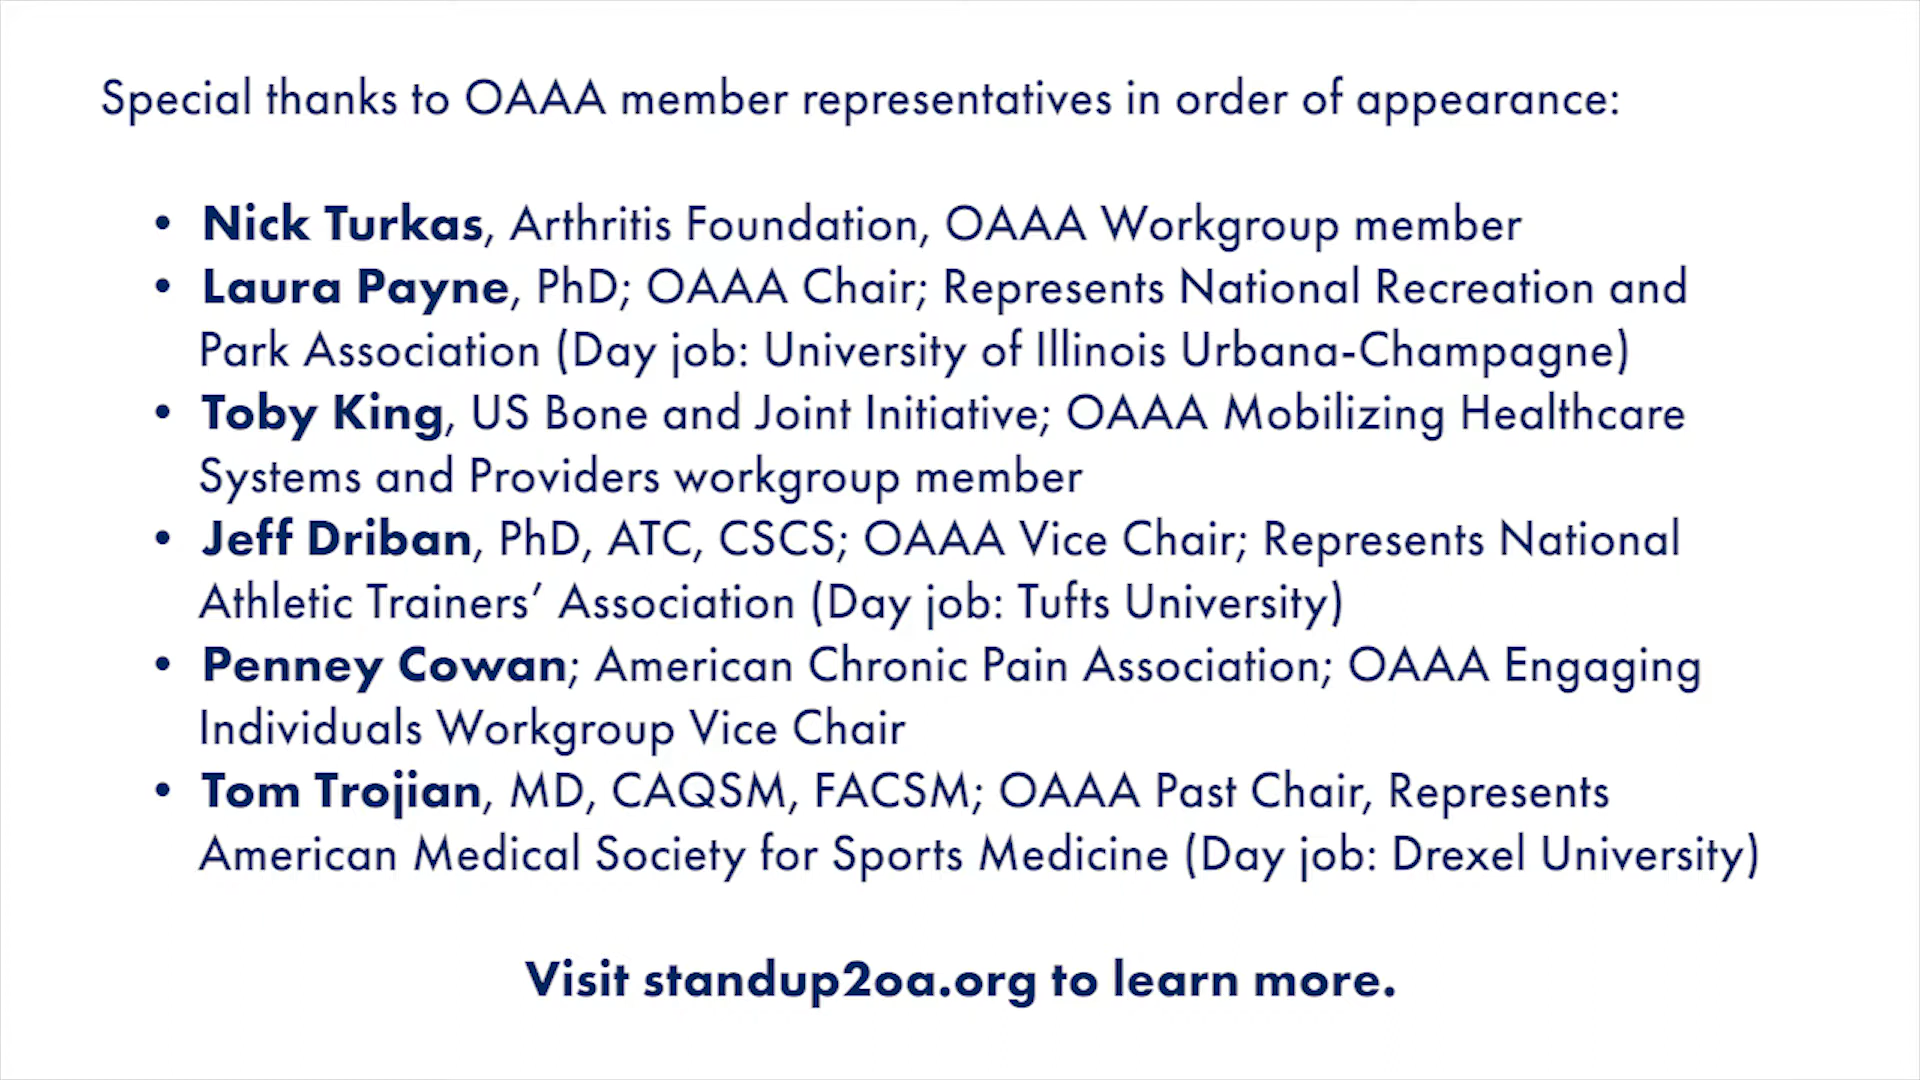 Special thanks to OAAA member representatives in order of appearance:
• Nick Turkas, Arthritis Foundation, OAAA Workgroup member
• Laura Payne, PhD; OAAA Chair; Represents National Recreation and
Park Association (Day job: University of Illinois Urbana-Champagne)
• Toby King, US Bone and Joint Initiative; OAAA Mobilizing Healthcare
Systems and Providers workgroup member
• Jeff Driban, PhD, ATC, CSCS; OAAA Vice Chair; Represents National
Athletic Trainers’ Association (Day job: Tufts University)
• Penney Cowan; American Chronic Pain Association; OAAA Engaging
Individuals Workgroup Vice Chair
• Tom Trojian, MD, CAQSM, FACSM; OAAA Past Chair, Represents
American Medical Society for Sports Medicine (Day job: Drexel University)
Visit standup2oa.org to learn more.